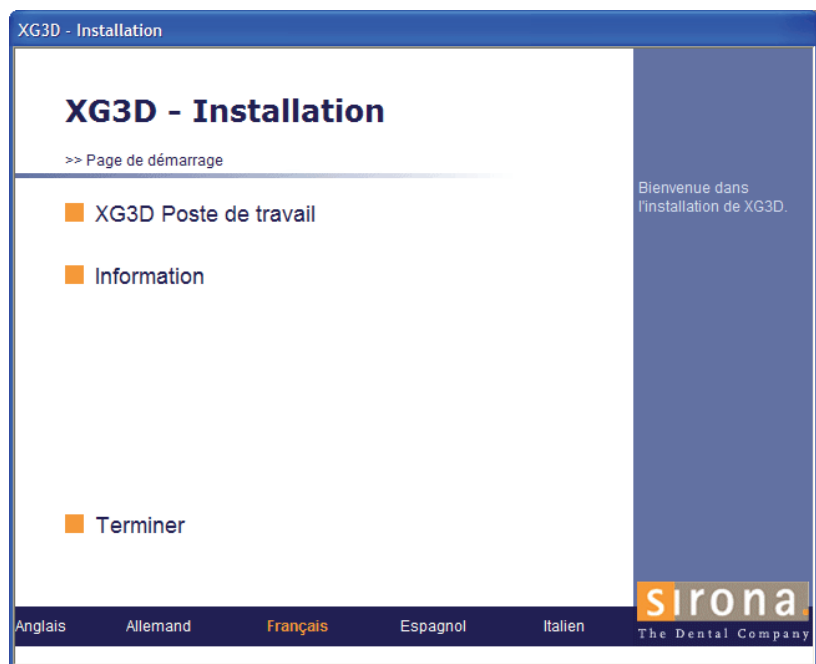 XG3D - Installation
XG3D - Installation
>> Page de démarrage
XG3D Poste de travail
Information
Terminer
Bienvenue dans
l'installation de XG3D.
sirona.
The Dental Company
Anglais Allemand Français Espagnol Italien